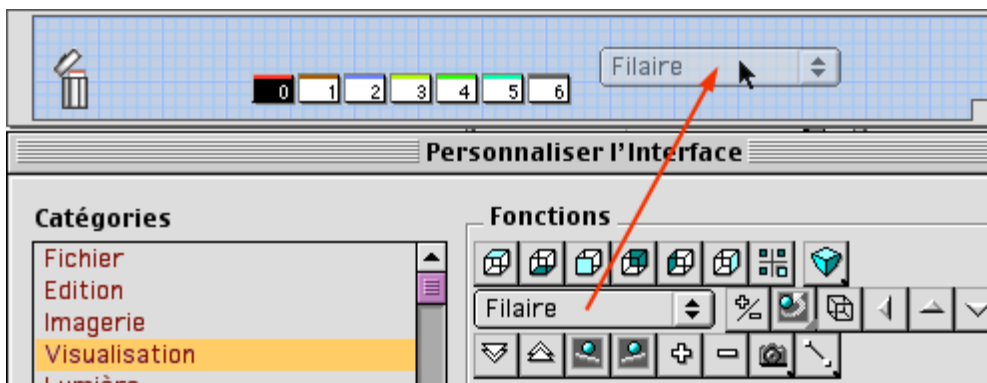 Filaire
0 1 2 3 4 5 6
Personnaliser l'Interface
Catégories
Fonctions
Fichier
Edition
Imagerie
Visualisation
Filaire